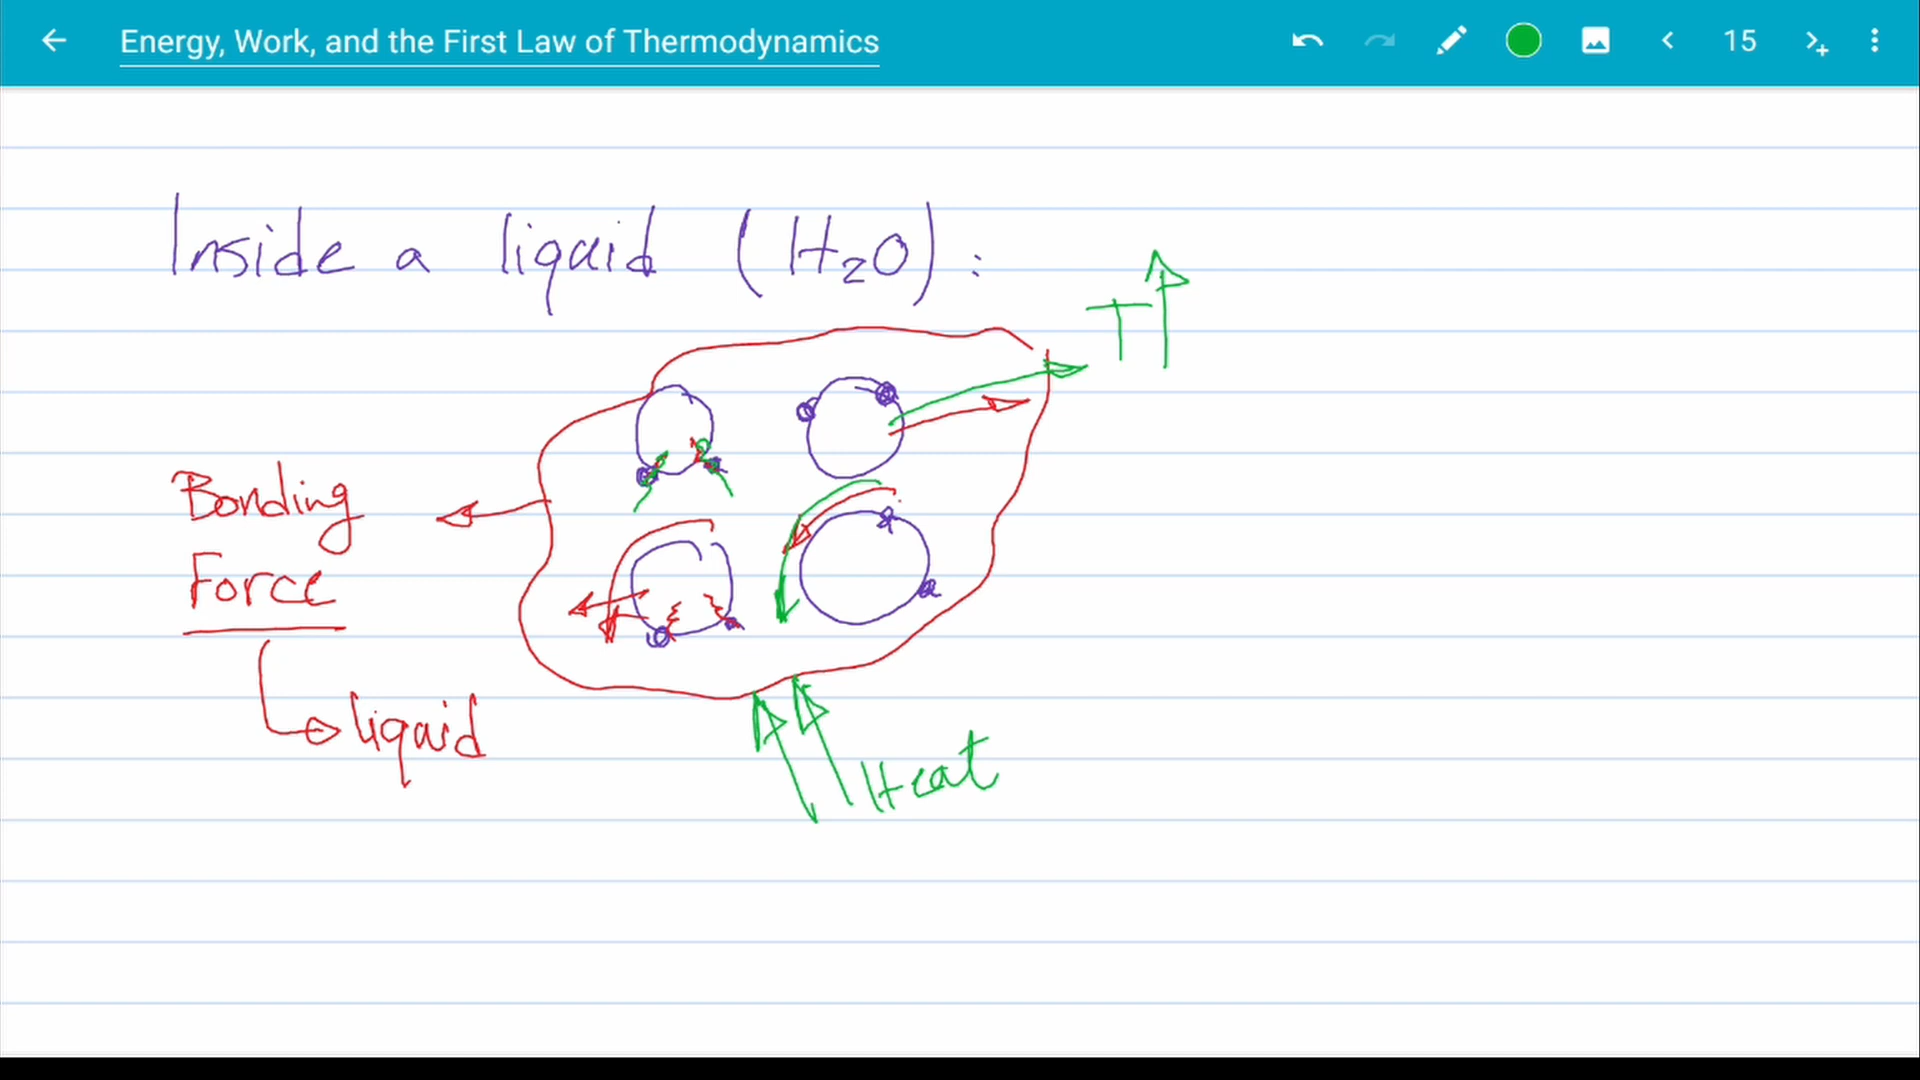 Energy, Work, and the First Law of Thermodynamics
15
Inside a liquid (H₂O):
T↑
Bonding
Force
liquid
Heat